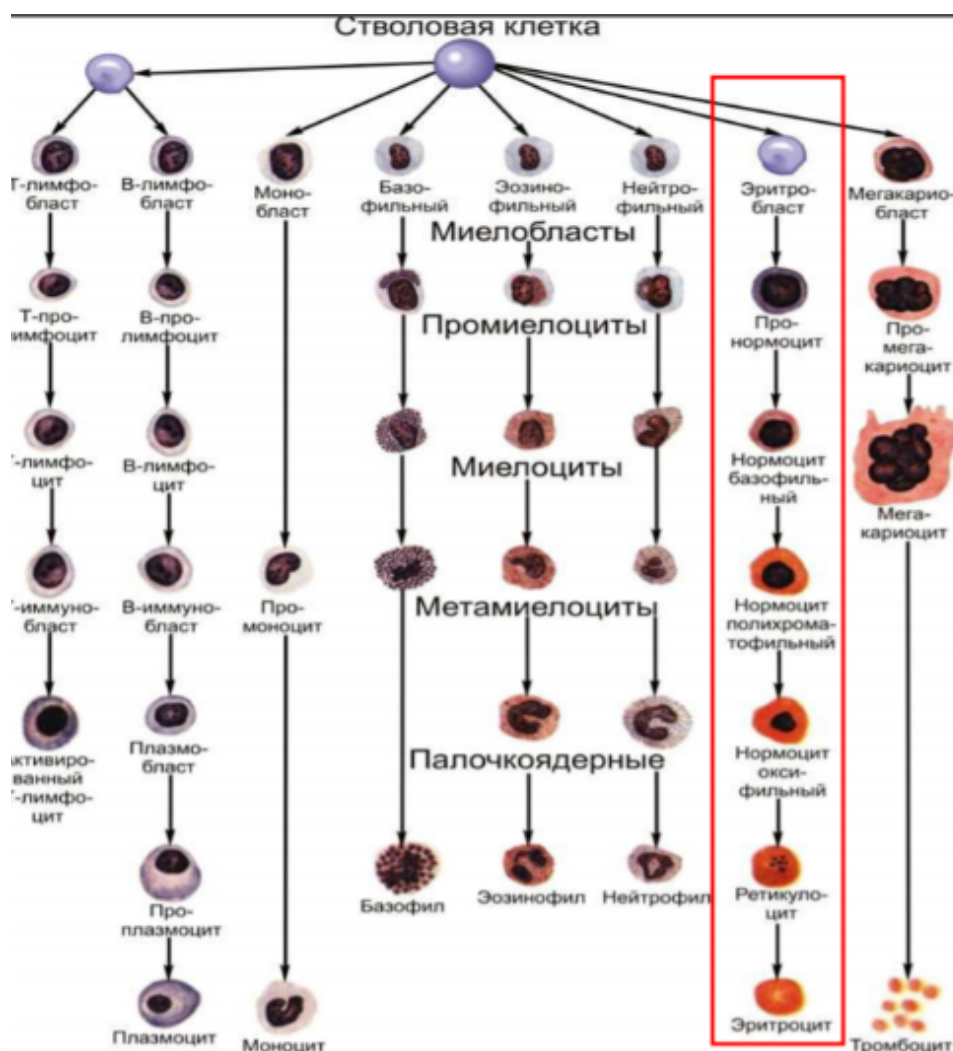 Стволовая клетка
Т-лимфо-
бласт
В-лимфо-
бласт
Моно-
бласт
Базо-
фильный
Эозино-
фильный
Нейтро-
фильный
Эритро-
бласт
Мегакарио-
бласт
Миелобласты
Т-про-
лимфоцит
В-про-
лимфоцит
Промиелоциты
Про-
нормоцит
Про-
мега-
кариоцит
Т-лимфо-
цит
В-лимфо-
цит
Миелоциты
Нормоцит
базофиль-
ный
Мега-
кариоцит
Т-иммуно-
бласт
В-иммуно-
бласт
Про-
моноцит
Метамиелоциты
Нормоцит
полихрома-
тофильный
Активиро-
ванный
Т-лимфо-
цит
Плазмо-
бласт
Палочкоядерные
Нормоцит
окси-
фильный
Про-
плазмоцит
Базофил
Эозинофил
Нейтрофил
Ретикуло-
цит
Плазмоцит
Моноцит
Эритроцит
Тромбоцит